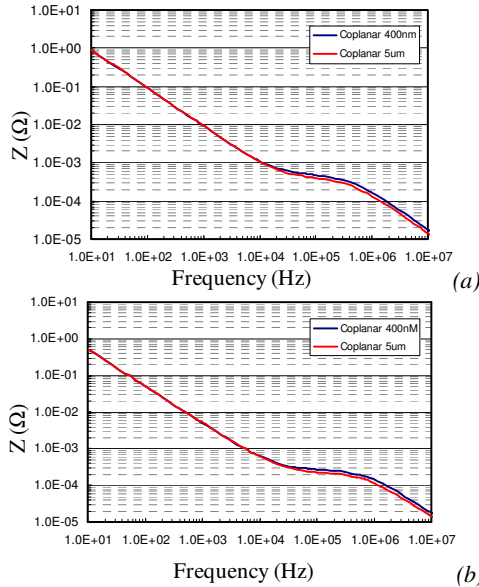 1.0E+01
1.0E+00
1.0E-01
1.0E-02
1.0E-03
1.0E-04
1.0E-05
Z (Ω)
Coplanar 400nm
Coplanar 5um
1.0E+01 1.0E+02 1.0E+03 1.0E+04 1.0E+05 1.0E+06 1.0E+07
Frequency (Hz)
(a)
1.0E+01
1.0E+00
1.0E-01
1.0E-02
1.0E-03
1.0E-04
1.0E-05
Z (Ω)
Coplanar 400nM
Coplanar 5um
1.0E+01 1.0E+02 1.0E+03 1.0E+04 1.0E+05 1.0E+06 1.0E+07
Frequency (Hz)
(b)